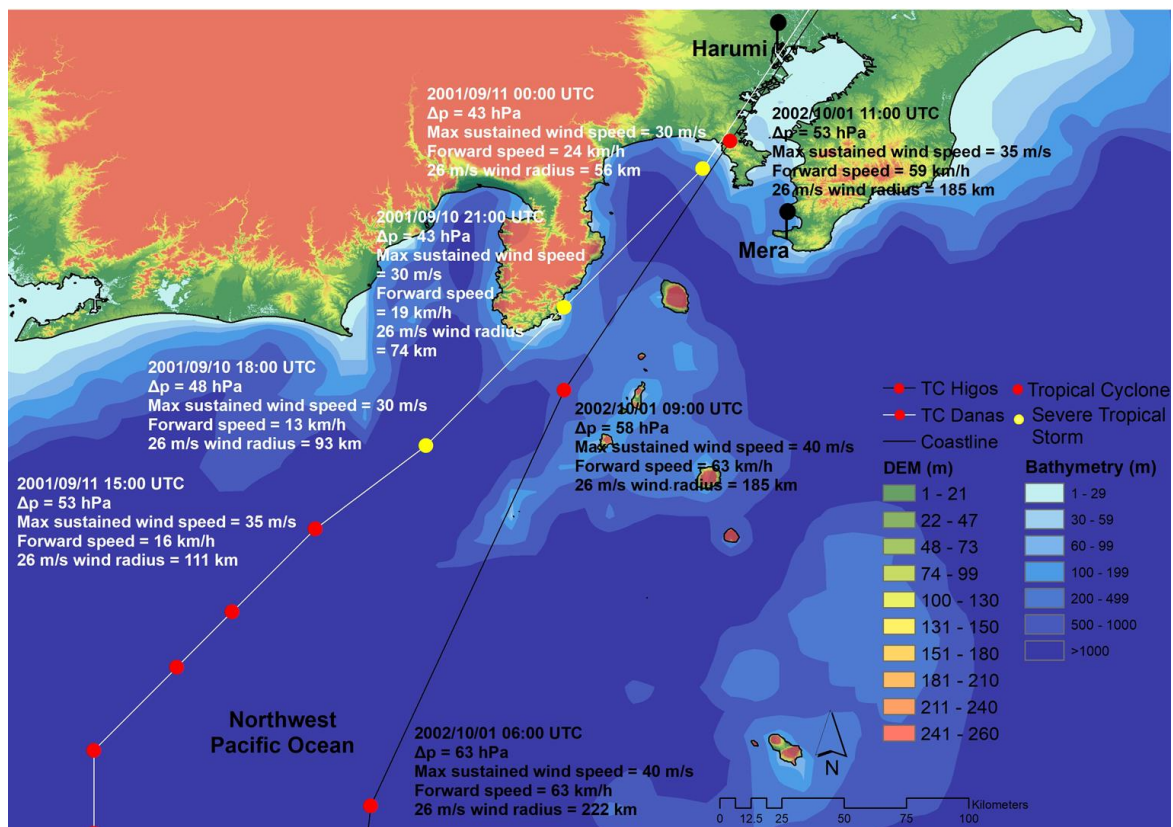 Harumi
2001/09/11 00:00 UTC
Δp = 43 hPa
Max sustained wind speed = 30 m/s
Forward speed = 24 km/h
26 m/s wind radius = 56 km
2002/10/01 11:00 UTC
Δp = 53 hPa
Max sustained wind speed = 35 m/s
Forward speed = 59 km/h
26 m/s wind radius = 185 km
Mera
2001/09/10 21:00 UTC
Δp = 43 hPa
Max sustained wind speed
= 30 m/s
Forward speed
= 19 km/h
26 m/s wind radius
= 74 km
2001/09/10 18:00 UTC
Δp = 48 hPa
Max sustained wind speed = 30 m/s
Forward speed = 13 km/h
26 m/s wind radius = 93 km
2002/10/01 09:00 UTC
Δp = 58 hPa
Max sustained wind speed = 40 m/s
Forward speed = 63 km/h
26 m/s wind radius = 185 km
2001/09/11 15:00 UTC
Δp = 53 hPa
Max sustained wind speed = 35 m/s
Forward speed = 16 km/h
26 m/s wind radius = 111 km
Northwest
Pacific Ocean
2002/10/01 06:00 UTC
Δp = 63 hPa
Max sustained wind speed = 40 m/s
Forward speed = 63 km/h
26 m/s wind radius = 222 km
TC Higos
TC Danas
Coastline
Tropical Cyclone
Severe Tropical
Storm
DEM (m)
1 - 21
22 - 47
48 - 73
74 - 99
100 - 130
131 - 150
151 - 180
181 - 210
211 - 240
241 - 260
Bathymetry (m)
1 - 29
30 - 59
60 - 99
100 - 199
200 - 499
500 - 1000
>1000
N
Kilometers
0 12.5 25 50 75 100